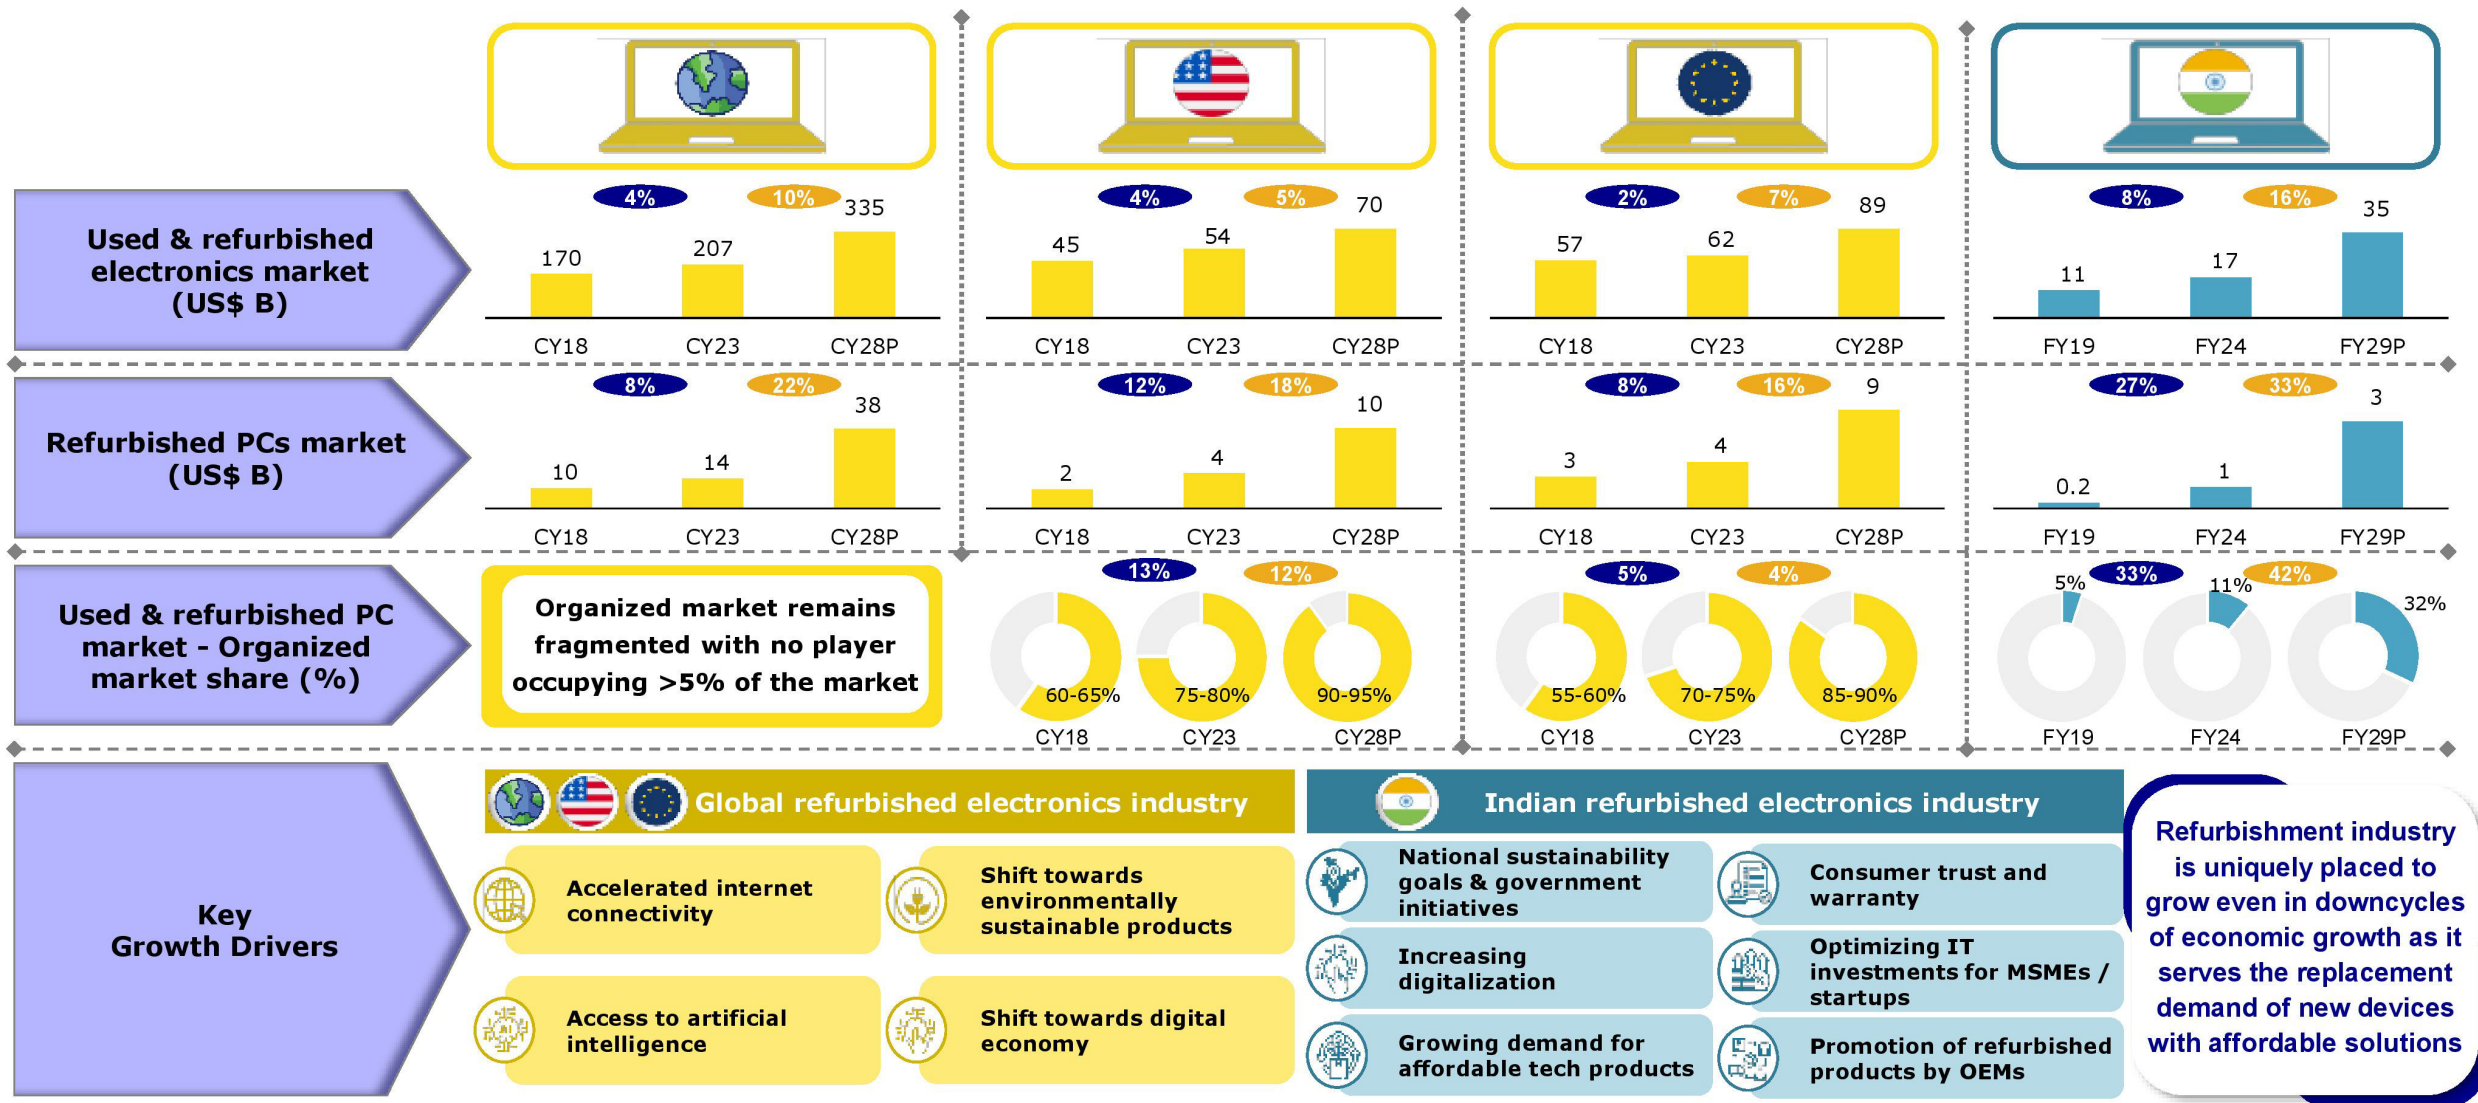 Used & refurbished
electronics market
(US$ B)
4%
10%
170
207
335
CY18
CY23
CY28P
4%
5%
45
54
70
CY18
CY23
CY28P
2%
7%
57
62
89
CY18
CY23
CY28P
8%
16%
11
17
35
FY19
FY24
FY29P
Refurbished PCs market
(US$ B)
8%
22%
10
14
38
CY18
CY23
CY28P
12%
18%
2
4
10
CY18
CY23
CY28P
8%
16%
3
4
9
CY18
CY23
CY28P
27%
33%
0.2
1
3
FY19
FY24
FY29P
Used & refurbished PC
market - Organized
market share (%)
Organized market remains
fragmented with no player
occupying >5% of the market
13%
12%
60-65%
75-80%
90-95%
CY18
CY23
CY28P
5%
4%
55-60%
70-75%
85-90%
CY18
CY23
CY28P
33%
42%
5%
11%
32%
FY19
FY24
FY29P
Key
Growth Drivers
Global refurbished electronics industry
Accelerated internet
connectivity
Shift towards
environmentally
sustainable products
Access to artificial
intelligence
Shift towards digital
economy
Indian refurbished electronics industry
National sustainability
goals & government
initiatives
Consumer trust and
warranty
Increasing
digitalization
Optimizing IT
investments for MSMEs /
startups
Growing demand for
affordable tech products
Promotion of refurbished
products by OEMs
Refurbishment industry
is uniquely placed to
grow even in downcycles
of economic growth as it
serves the replacement
demand of new devices
with affordable solutions